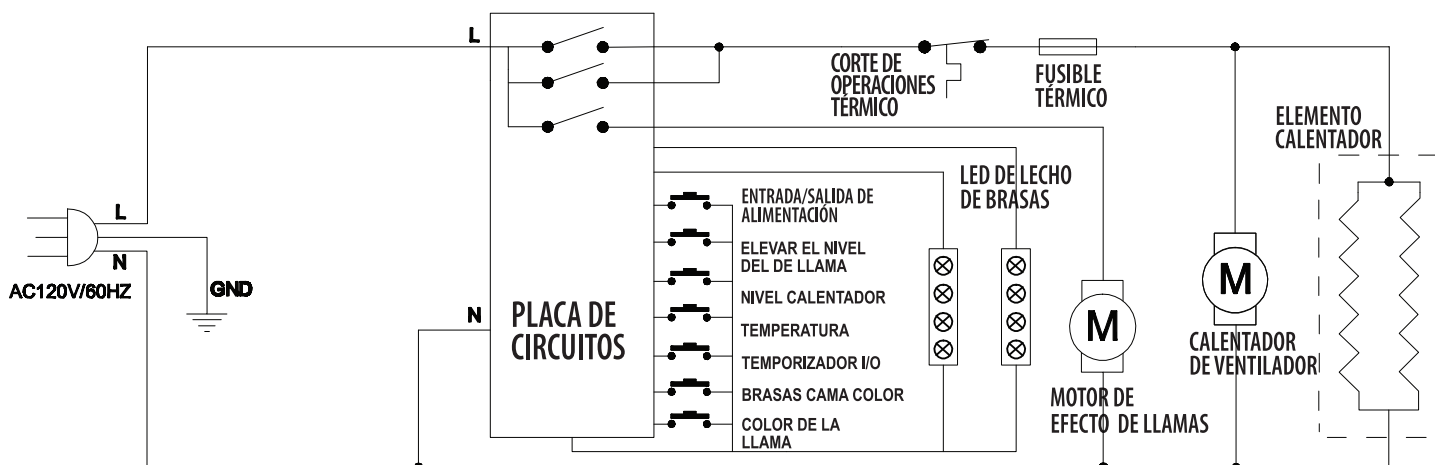 L
L
N
AC120V/60HZ
GND
N
PLACA DE
CIRCUITOS
CORTE DE
OPERACIONES
TÉRMICO
FUSIBLE
TÉRMICO
ELEMENTO
CALENTADOR
LED DE LECHO
DE BRASAS
ENTRADA/SALIDA DE
ALIMENTACIÓN
ELEVAR EL NIVEL
DEL DE LLAMA
NIVEL CALENTADOR
TEMPERATURA
TEMPORIZADOR I/O
BRASAS CAMA COLOR
COLOR DE LA
LLAMA
M
MOTOR DE
EFECTO DE LLAMAS
M
CALENTADOR
DE VENTILADOR